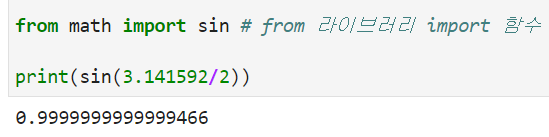 from math import sin # from 라이브러리 import 함수
print(sin(3.141592/2))
0.9999999999999466